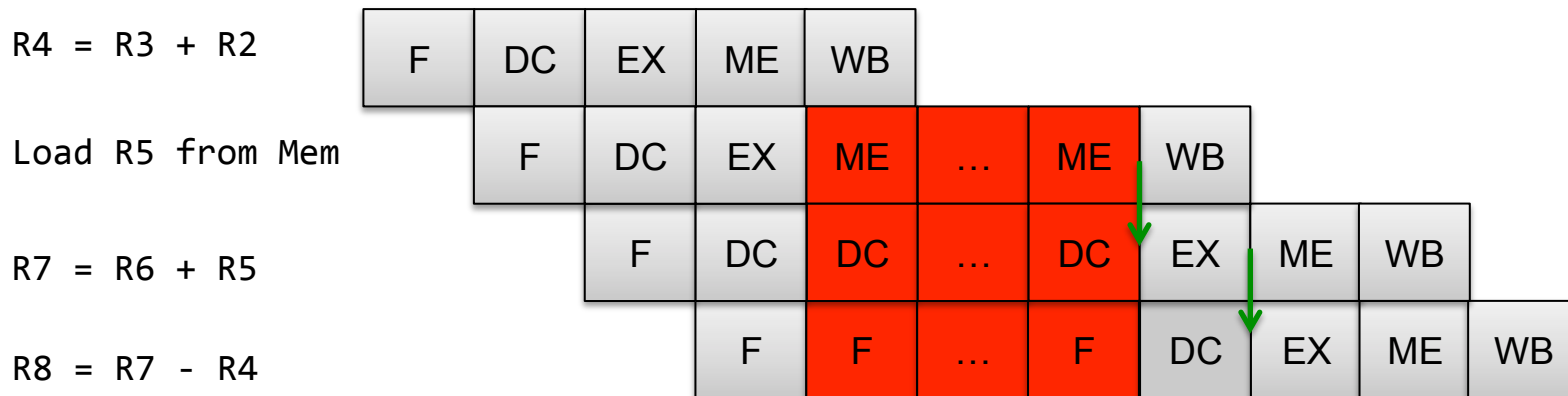 R4 = R3 + R2 F DC EX ME WB
Load R5 from Mem F DC EX ME … ME WB
R7 = R6 + R5 F DC DC … DC EX ME WB
R8 = R7 - R4 F F … F DC EX ME WB